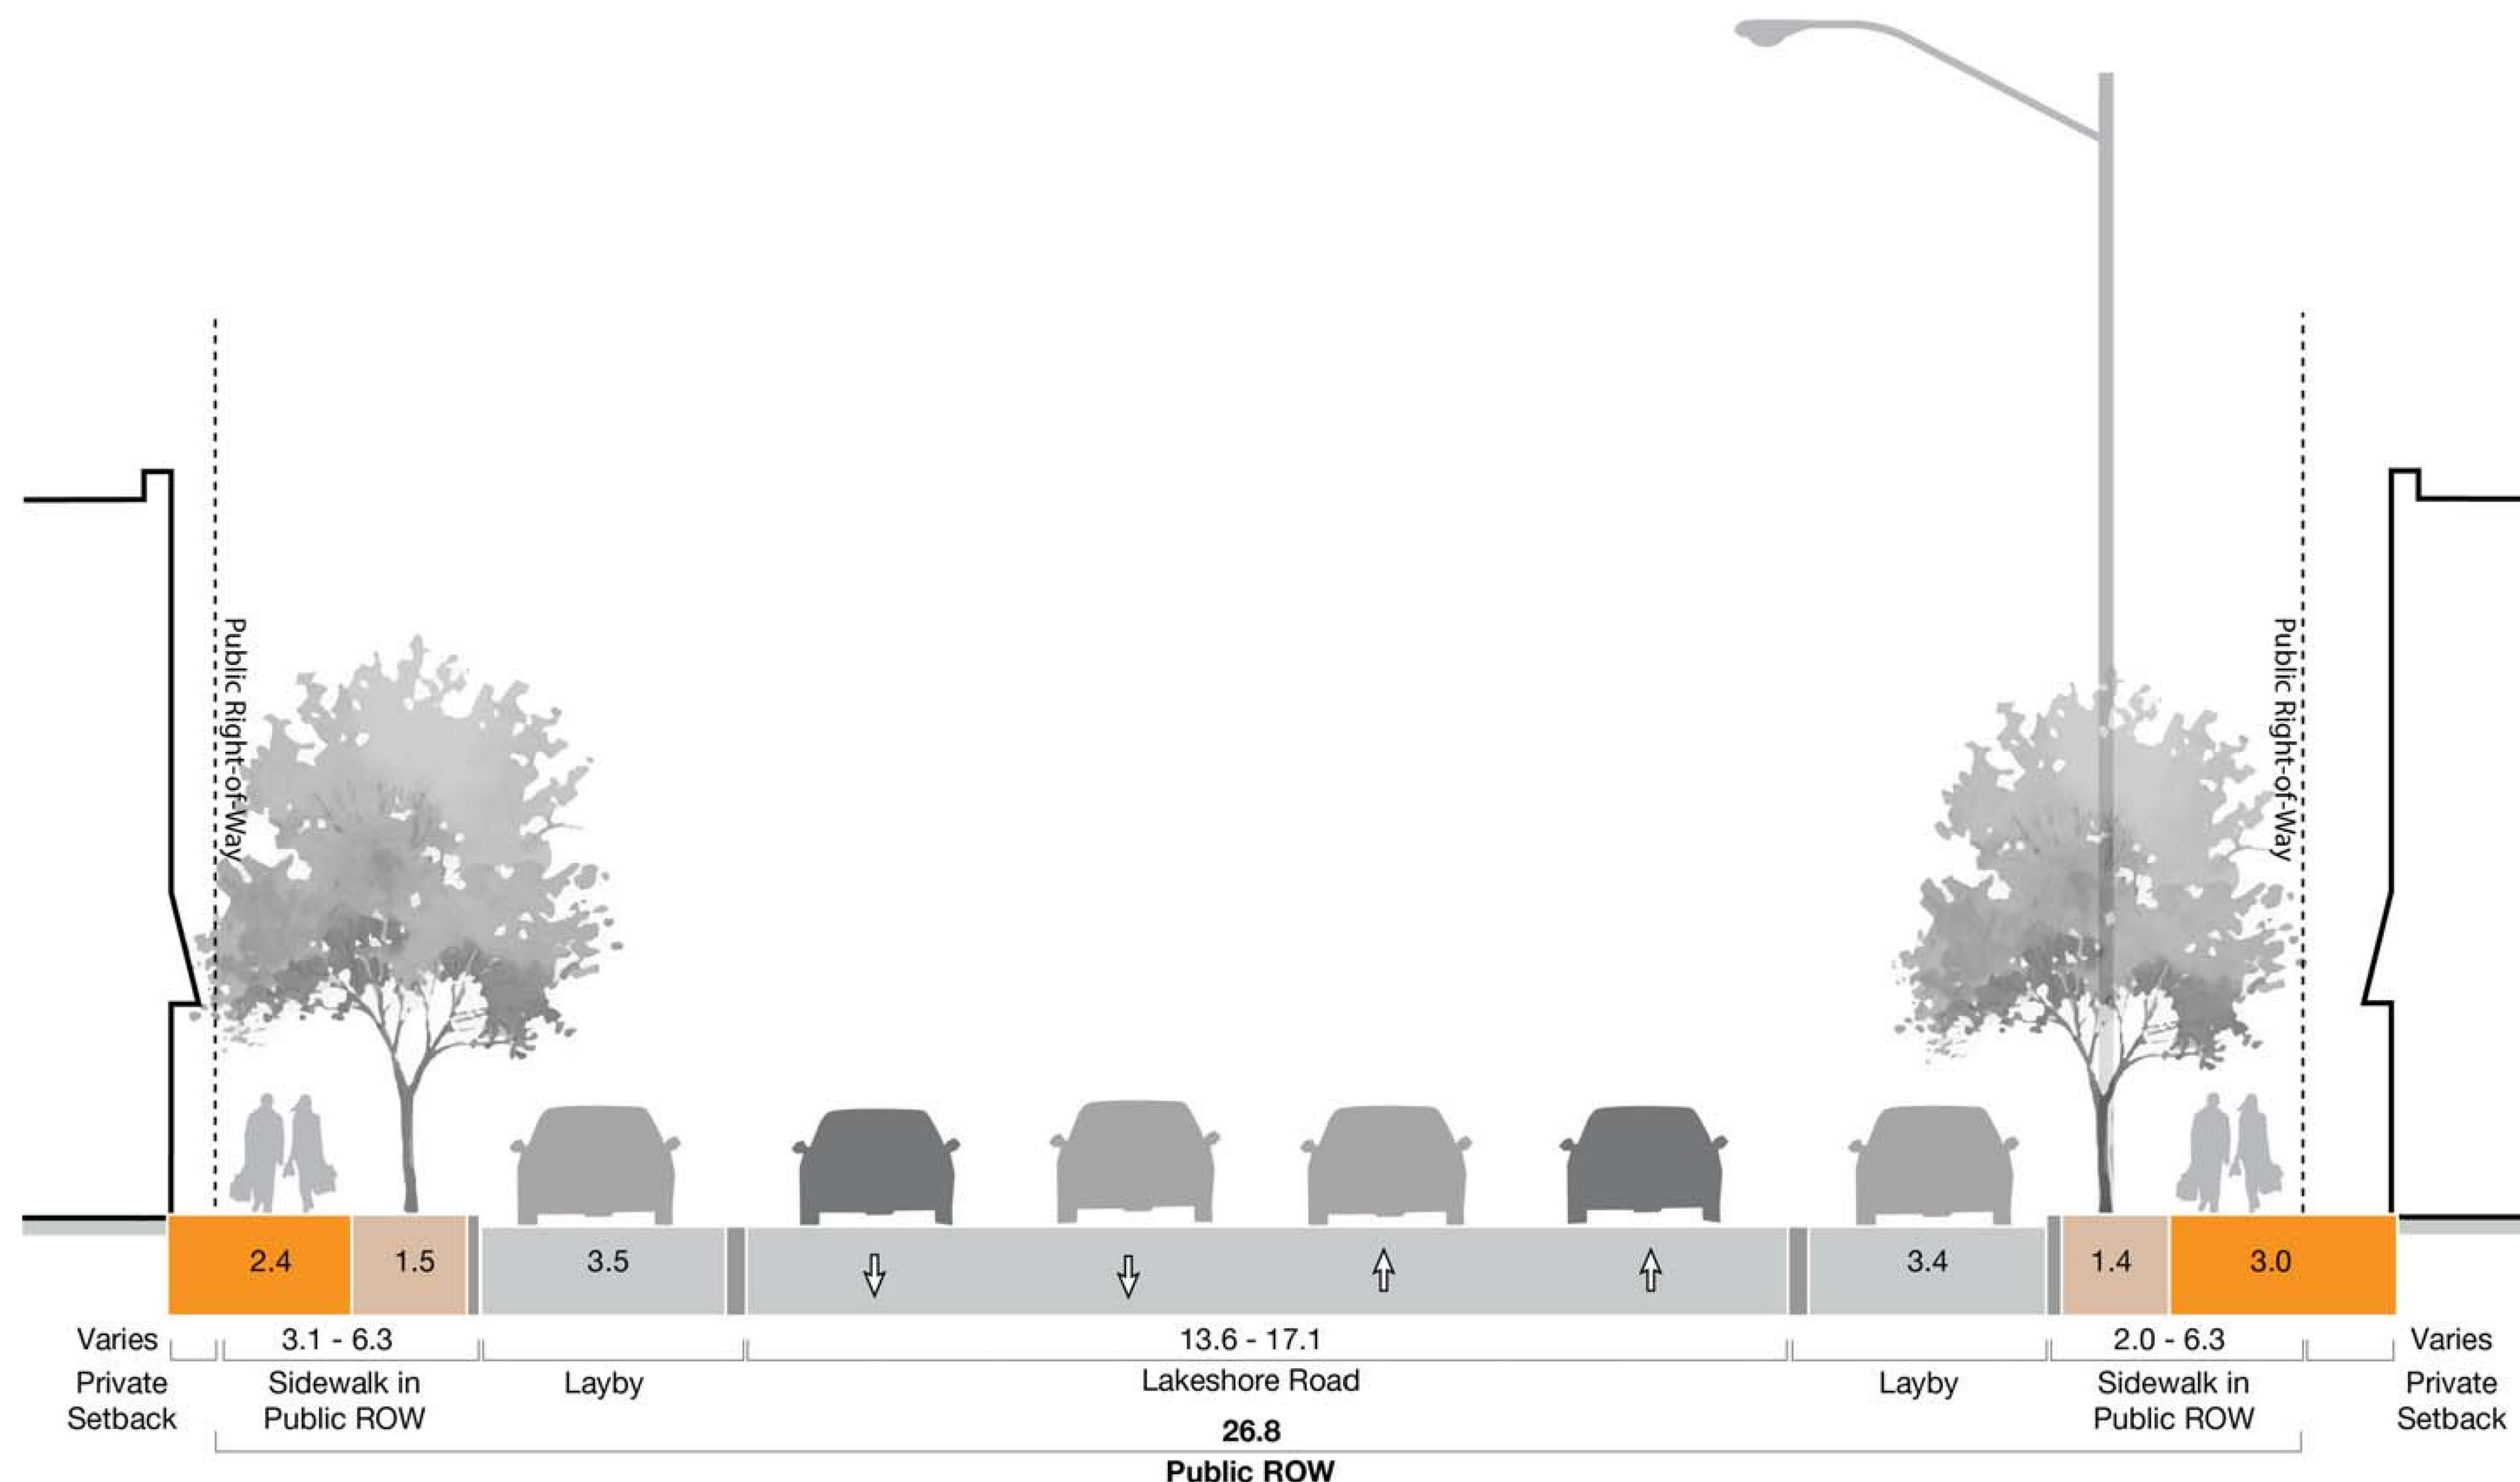 Public Right-of-Way
Public Right-of-Way
2.4
1.5
3.5
3.4
1.4
3.0
Varies
3.1 - 6.3
13.6 - 17.1
2.0 - 6.3
Varies
Private
Setback
Sidewalk in
Public ROW
Layby
Lakeshore Road
Layby
Sidewalk in
Public ROW
Private
Setback
26.8
Public ROW